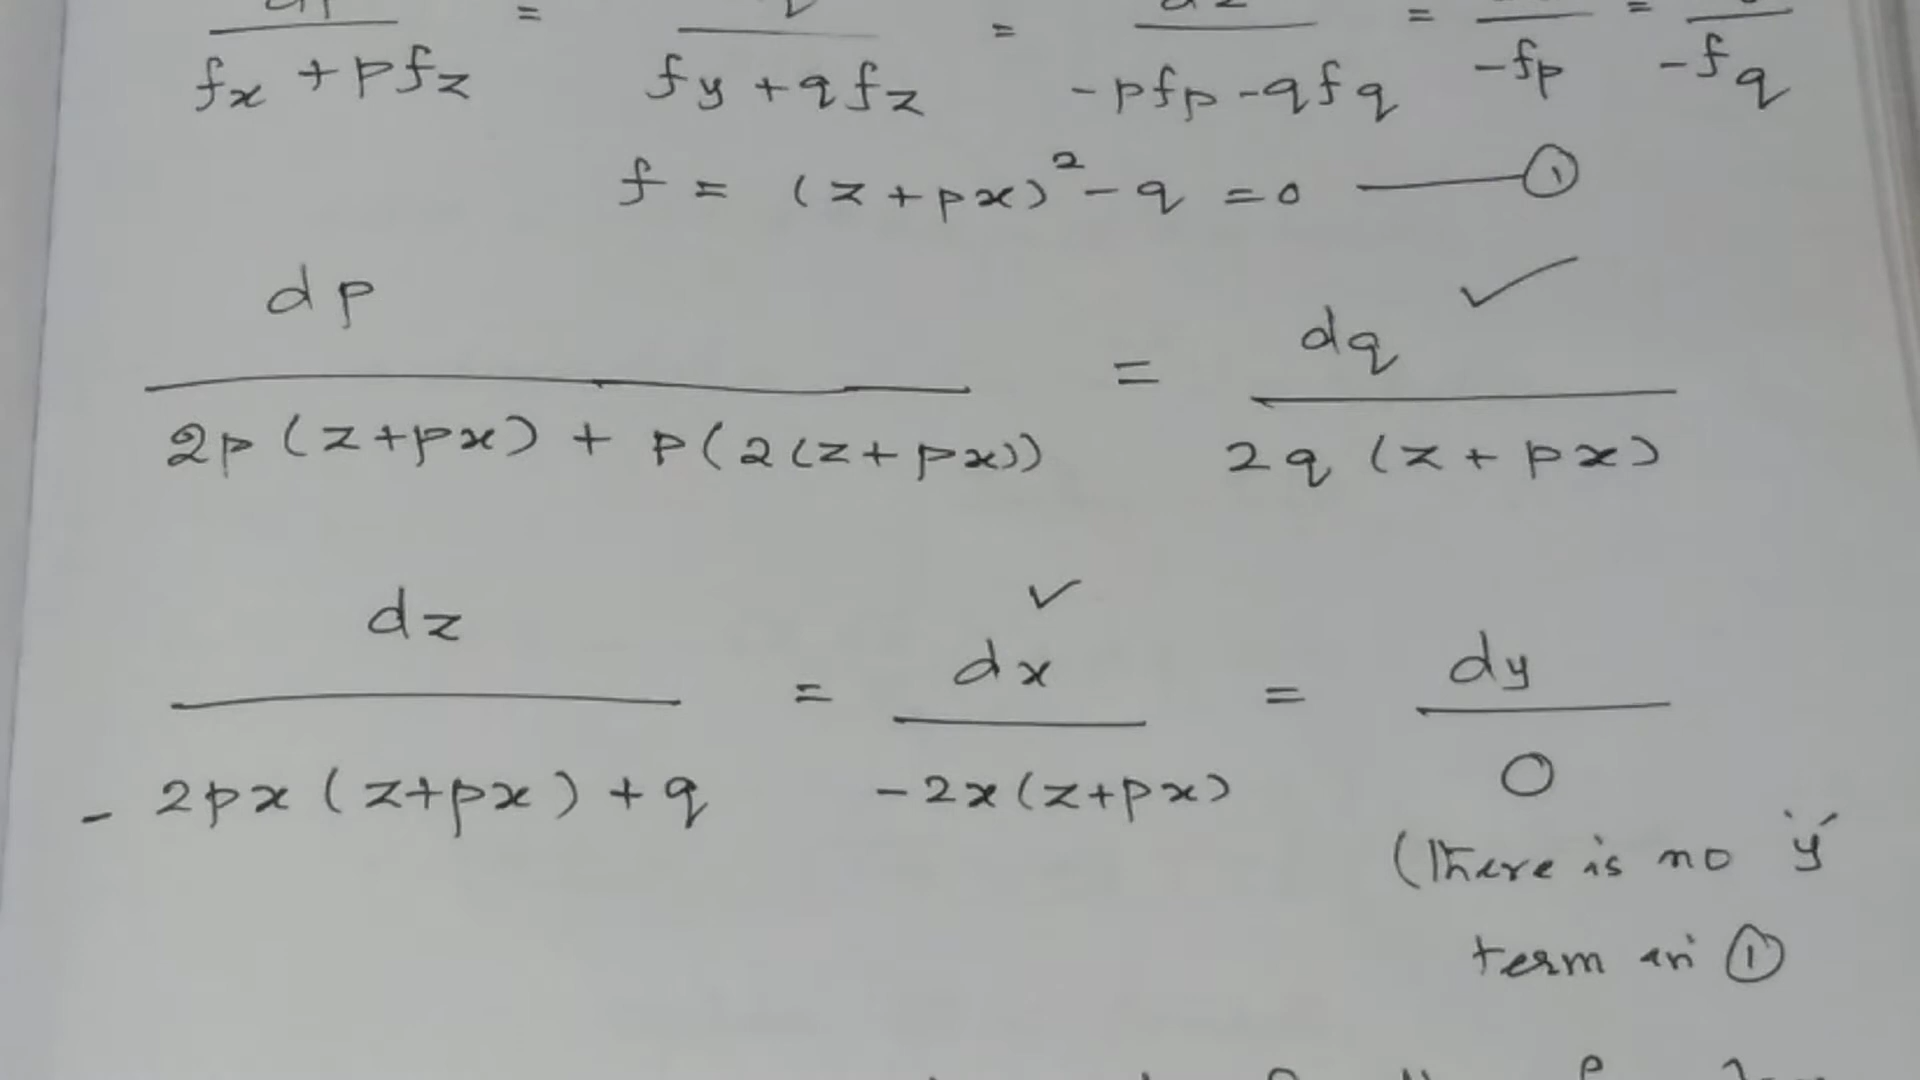 fx + pfz = fy + qfz = -pfp - qfq = -fp = -fq
f = (z + px)² - q = 0 —— ①
dp / 2p(z+px) + p(2(z+px)) = dq ✓ / 2q(z+px)
dz / - 2px(z+px) + q = dx ✓ / -2x(z+px) = dy / 0
(There is no 'y'
term in ①